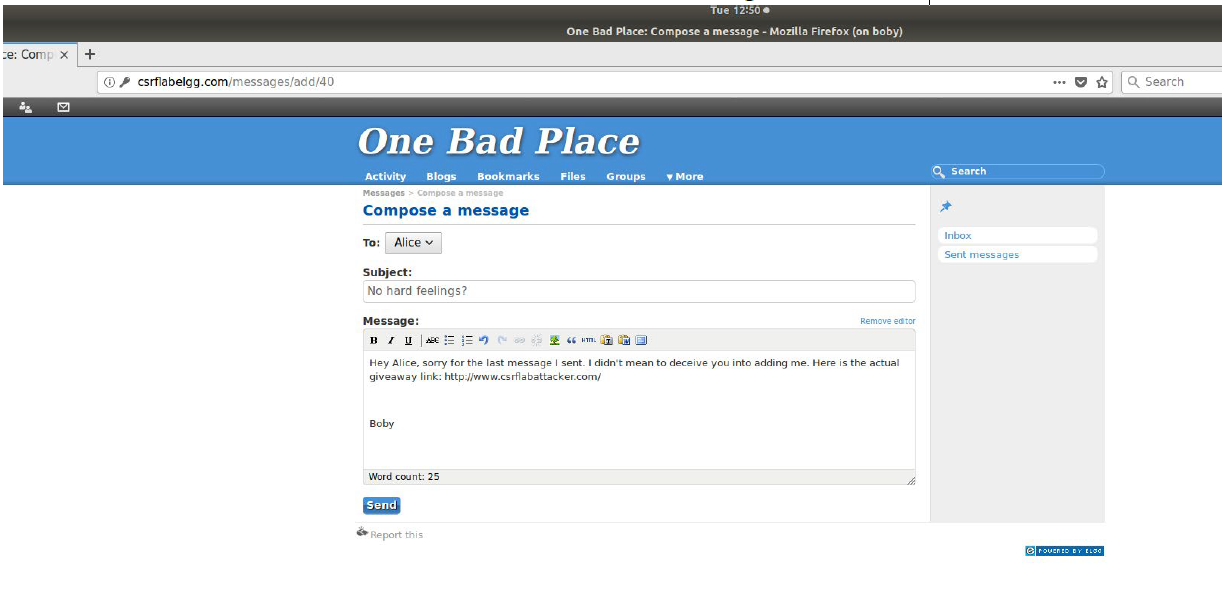 Tue 12:50
One Bad Place: Compose a message - Mozilla Firefox (on boby)
ce: Comp
csrflabelgg.com/messages/add/40
Search
One Bad Place
Activity Blogs Bookmarks Files Groups ▾ More
Search
Messages > Compose a message
Compose a message
To: Alice
Subject:
No hard feelings?
Message:
Remove editor
B I U ABC HTML
Hey Alice, sorry for the last message I sent. I didn't mean to deceive you into adding me. Here is the actual
giveaway link: http://www.csrflabattacker.com/
Boby
Word count: 25
Send
Report this
Inbox
Sent messages
POWERED BY ELGG